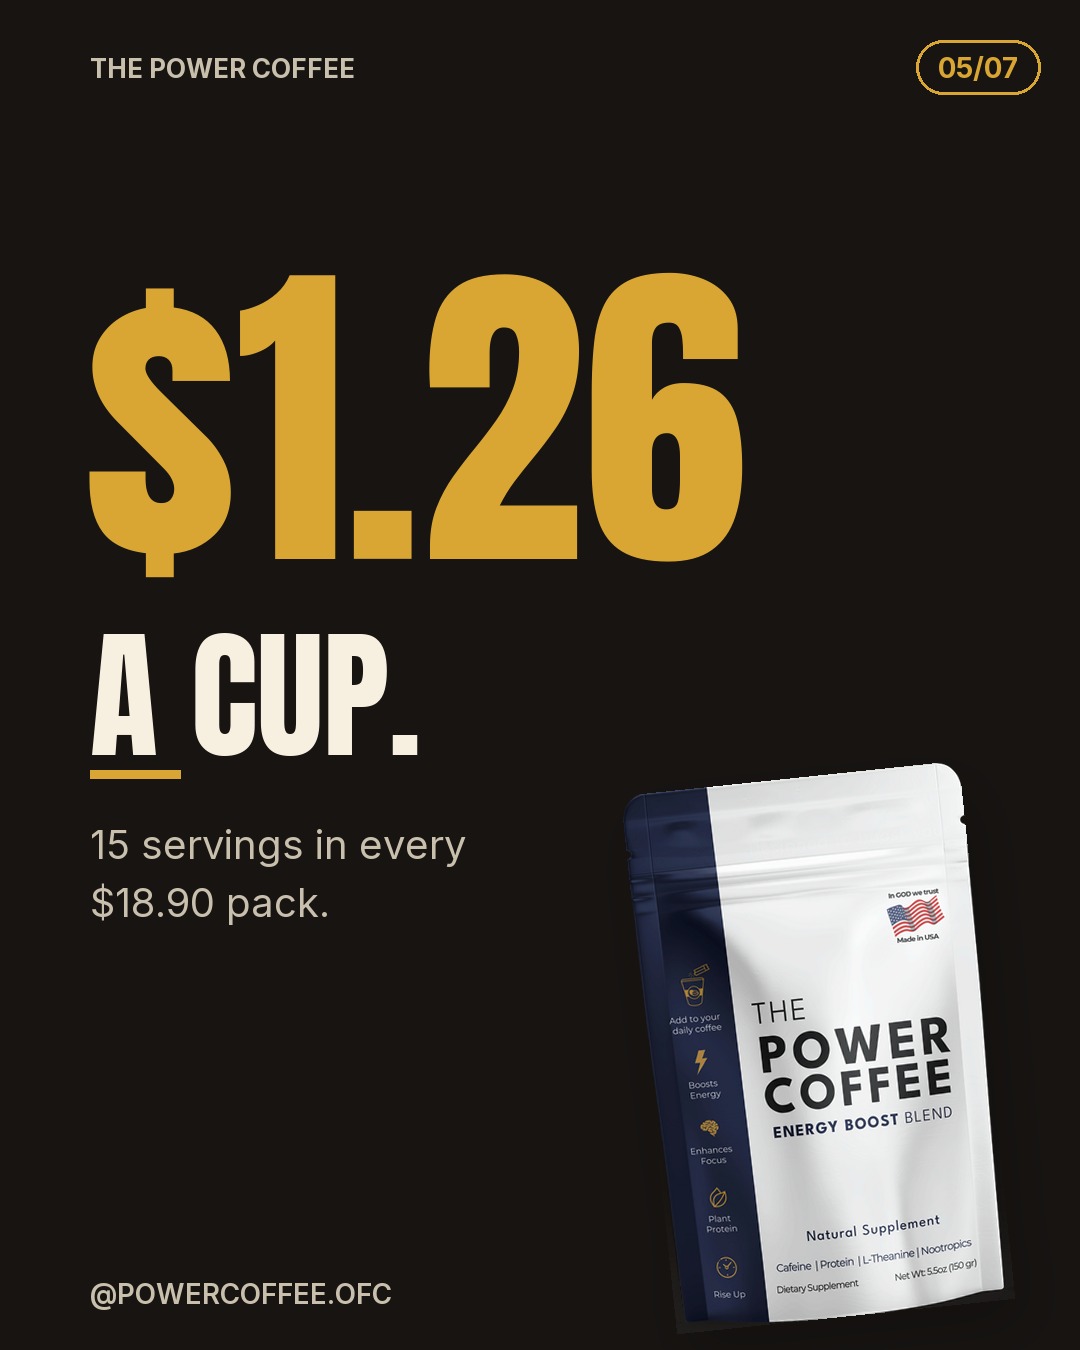 THE POWER COFFEE
05/07
$1.26
A CUP.
15 servings in every
$18.90 pack.
In GOD we trust
Made in USA
Add to your
daily coffee
Boosts
Energy
Enhances
Focus
Plant
Protein
Rise Up
THE
POWER
COFFEE
ENERGY BOOST BLEND
Natural Supplement
Cafeine | Protein | L-Theanine | Nootropics
Dietary Supplement
Net Wt: 5.5oz (150 gr)
@POWERCOFFEE.OFC